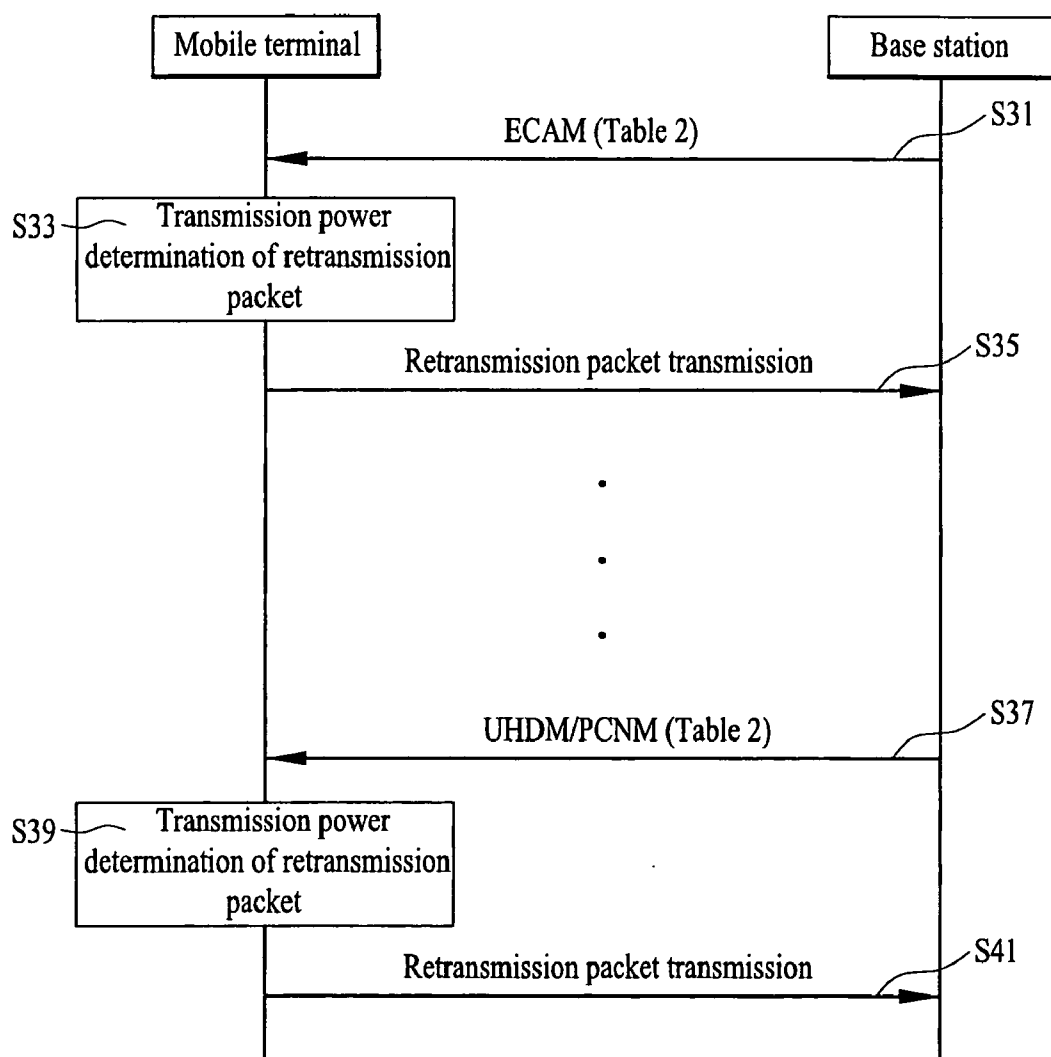 Mobile terminal
Base station
S31
ECAM (Table 2)
S33
Transmission power
determination of retransmission
packet
S35
Retransmission packet transmission
S37
UHDM/PCNM (Table 2)
S39
Transmission power
determination of retransmission
packet
S41
Retransmission packet transmission